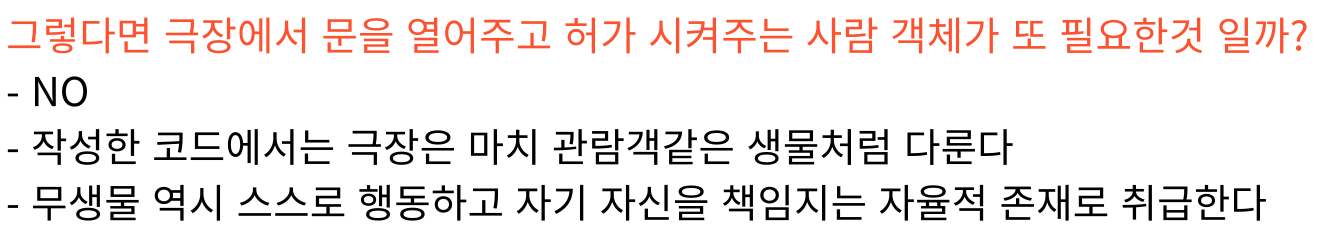 그렇다면 극장에서 문을 열어주고 허가 시켜주는 사람 객체가 또 필요한것 일까?
- NO
- 작성한 코드에서는 극장은 마치 관람객같은 생물처럼 다룬다
- 무생물 역시 스스로 행동하고 자기 자신을 책임지는 자율적 존재로 취급한다